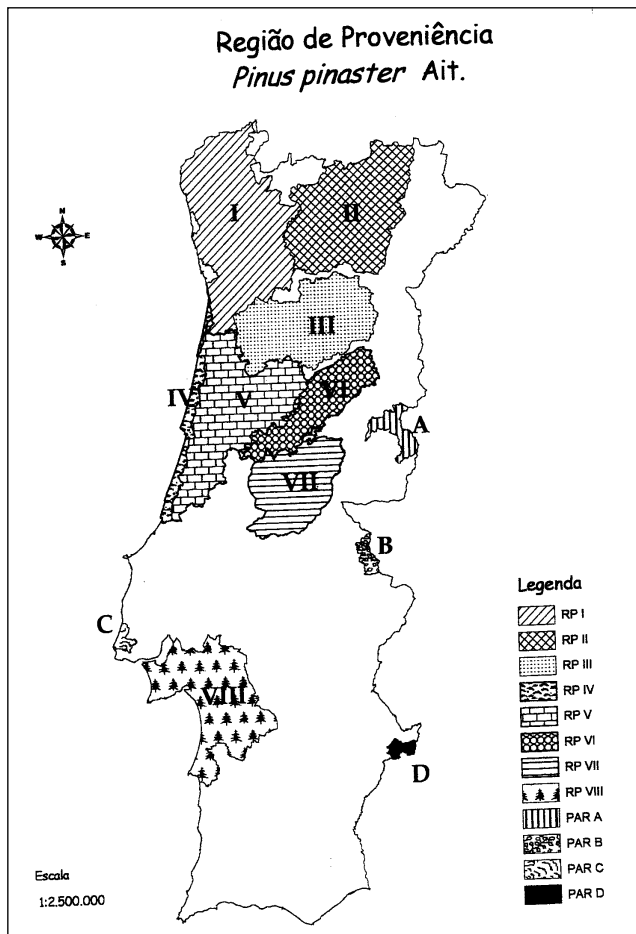 Região de Proveniência
Pinus pinaster Ait.
N
W E
S
I
II
III
IV
V
VI
VII
A
B
C
VIII
D
Legenda
RP I
RP II
RP III
RP IV
RP V
RP VI
RP VII
RP VIII
PAR A
PAR B
PAR C
PAR D
Escala
1:2.500.000